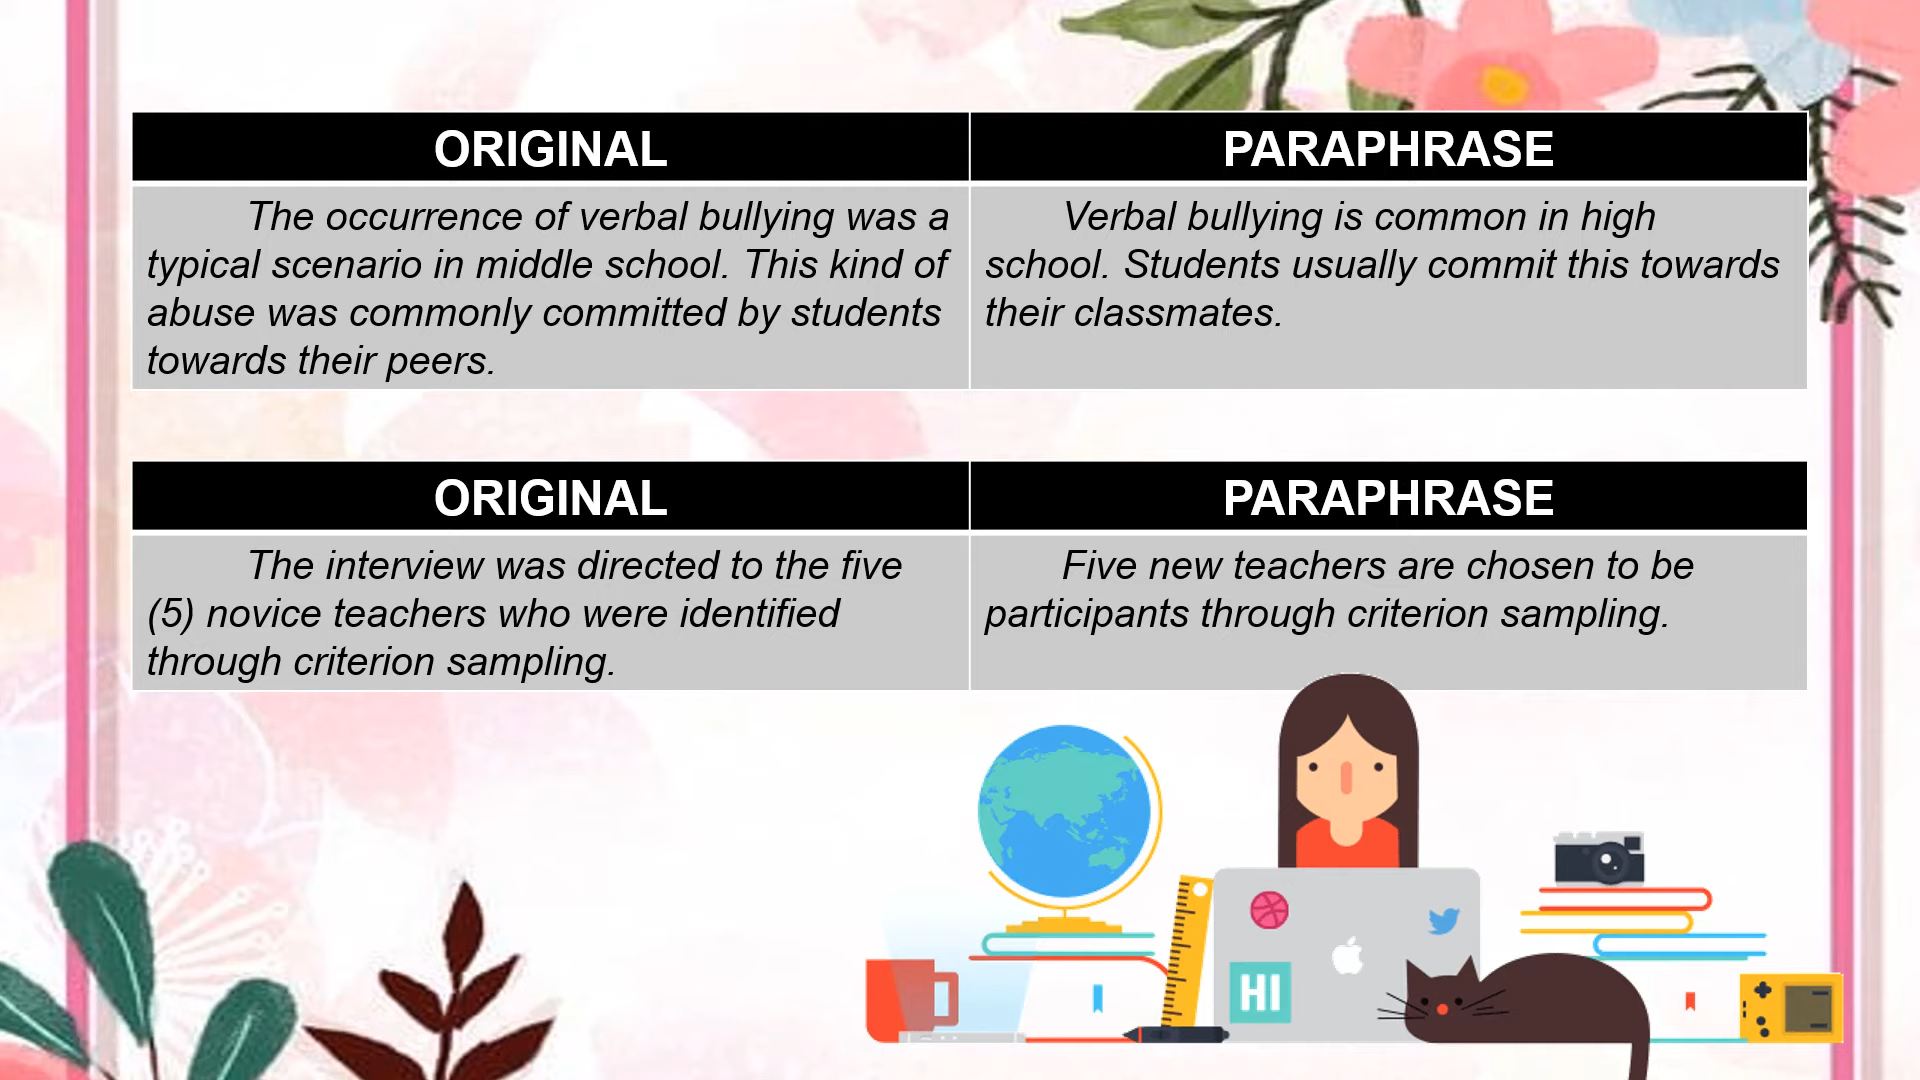 ORIGINAL
PARAPHRASE
The occurrence of verbal bullying was a
typical scenario in middle school. This kind of
abuse was commonly committed by students
towards their peers.
Verbal bullying is common in high
school. Students usually commit this towards
their classmates.
ORIGINAL
PARAPHRASE
The interview was directed to the five
(5) novice teachers who were identified
through criterion sampling.
Five new teachers are chosen to be
participants through criterion sampling.
HI